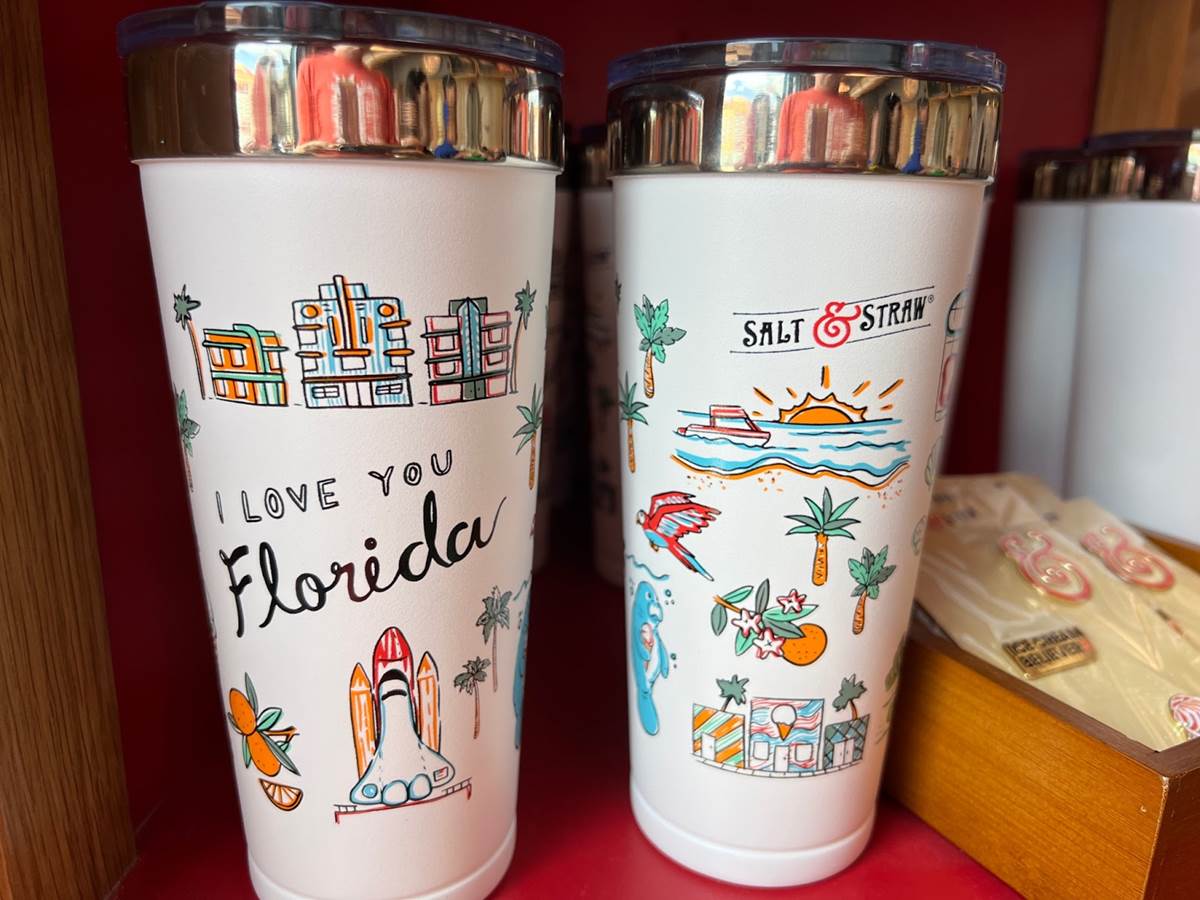 I LOVE YOU
Florida
SALT & STRAW®
&
&
ICE CREAM
BELIEVER